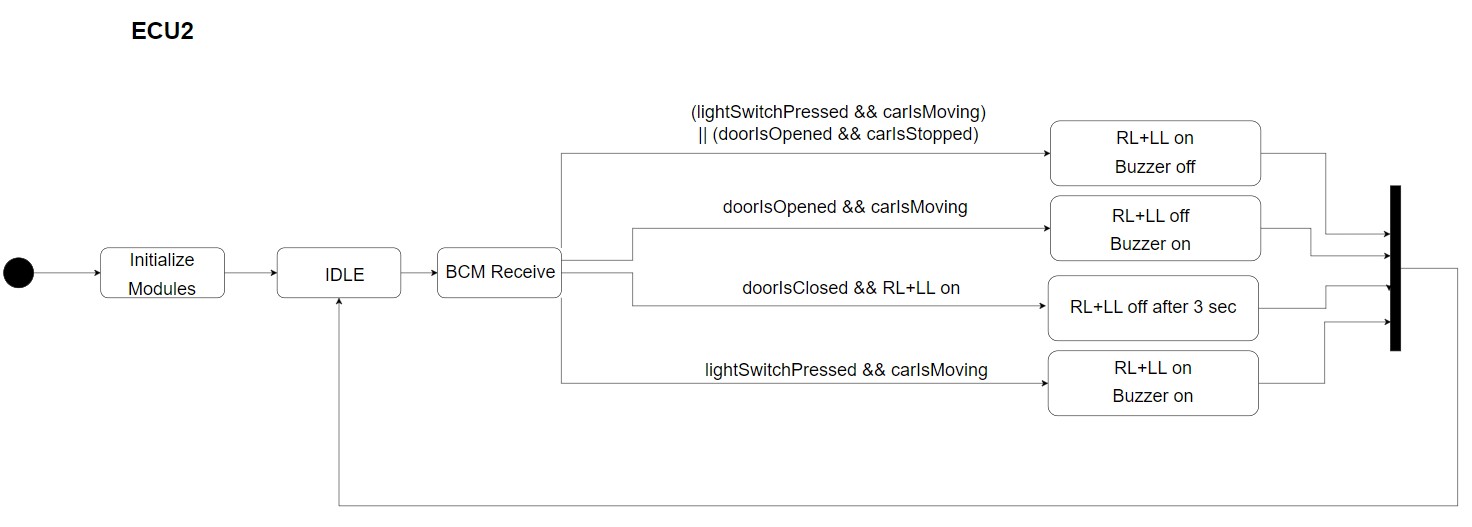 ECU2
(lightSwitchPressed && carIsMoving)
|| (doorIsOpened && carIsStopped)
RL+LL on
Buzzer off
doorIsOpened && carIsMoving
RL+LL off
Buzzer on
Initialize
Modules
IDLE
BCM Receive
doorIsClosed && RL+LL on
RL+LL off after 3 sec
lightSwitchPressed && carIsMoving
RL+LL on
Buzzer on